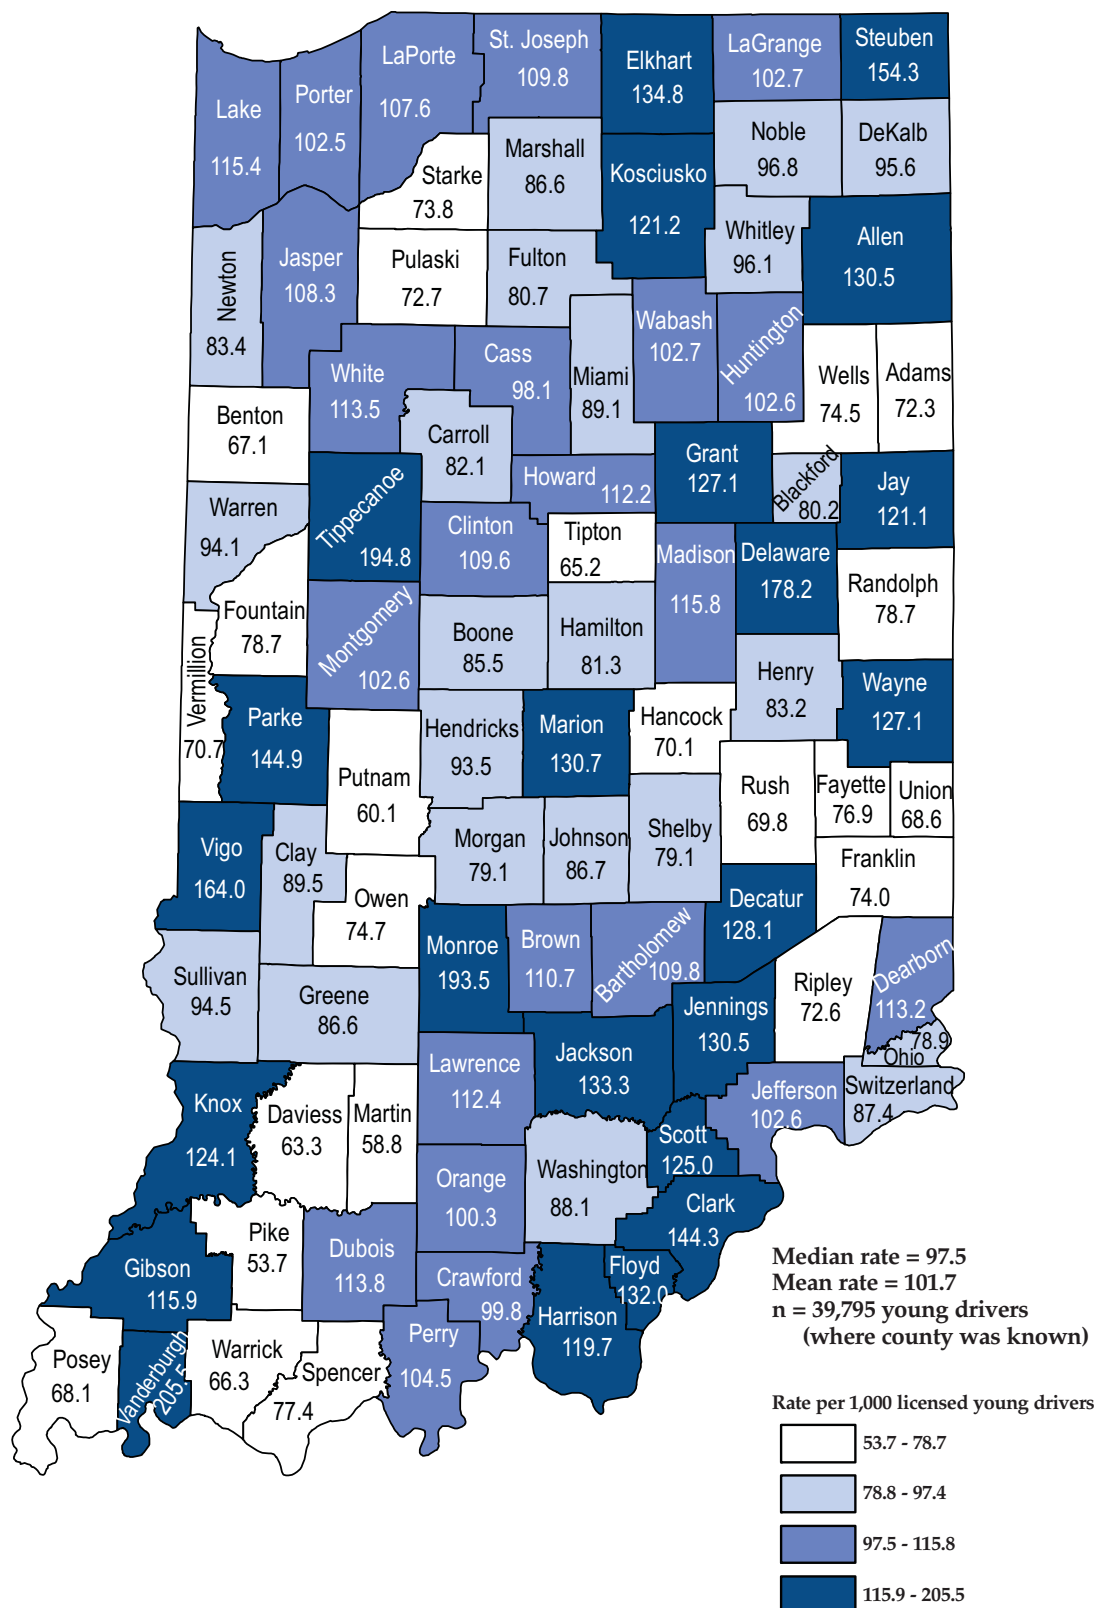 St. Joseph
109.8
LaPorte
107.6
Elkhart
134.8
LaGrange
102.7
Steuben
154.3
Lake
115.4
Porter
102.5
Noble
96.8
DeKalb
95.6
Marshall
86.6
Starke
73.8
Kosciusko
121.2
Whitley
96.1
Allen
130.5
Newton
83.4
Jasper
108.3
Pulaski
72.7
Fulton
80.7
Wabash
102.7
Huntington
102.6
White
113.5
Cass
98.1
Miami
89.1
Wells
74.5
Adams
72.3
Benton
67.1
Carroll
82.1
Grant
127.1
Blackford
80.2
Jay
121.1
Howard
112.2
Warren
94.1
Tippecanoe
194.8
Clinton
109.6
Tipton
65.2
Madison
115.8
Delaware
178.2
Randolph
78.7
Fountain
78.7
Montgomery
102.6
Boone
85.5
Hamilton
81.3
Henry
83.2
Wayne
127.1
Vermillion
70.7
Parke
144.9
Putnam
60.1
Hendricks
93.5
Marion
130.7
Hancock
70.1
Rush
69.8
Fayette
76.9
Union
68.6
Vigo
164.0
Clay
89.5
Morgan
79.1
Johnson
86.7
Shelby
79.1
Franklin
74.0
Owen
74.7
Decatur
128.1
Monroe
193.5
Brown
110.7
Bartholomew
109.8
Dearborn
113.2
Sullivan
94.5
Greene
86.6
Jennings
130.5
Ripley
72.6
78.9
Ohio
Lawrence
112.4
Jackson
133.3
Jefferson
102.6
Switzerland
87.4
Knox
124.1
Daviess
63.3
Martin
58.8
Scott
125.0
Orange
100.3
Washington
88.1
Clark
144.3
Pike
53.7
Dubois
113.8
Gibson
115.9
Crawford
99.8
Floyd
132.0
Harrison
119.7
Posey
68.1
Vanderburgh
205.5
Warrick
66.3
Spencer
77.4
Perry
104.5
Median rate = 97.5
Mean rate = 101.7
n = 39,795 young drivers
(where county was known)
Rate per 1,000 licensed young drivers
53.7 - 78.7
78.8 - 97.4
97.5 - 115.8
115.9 - 205.5